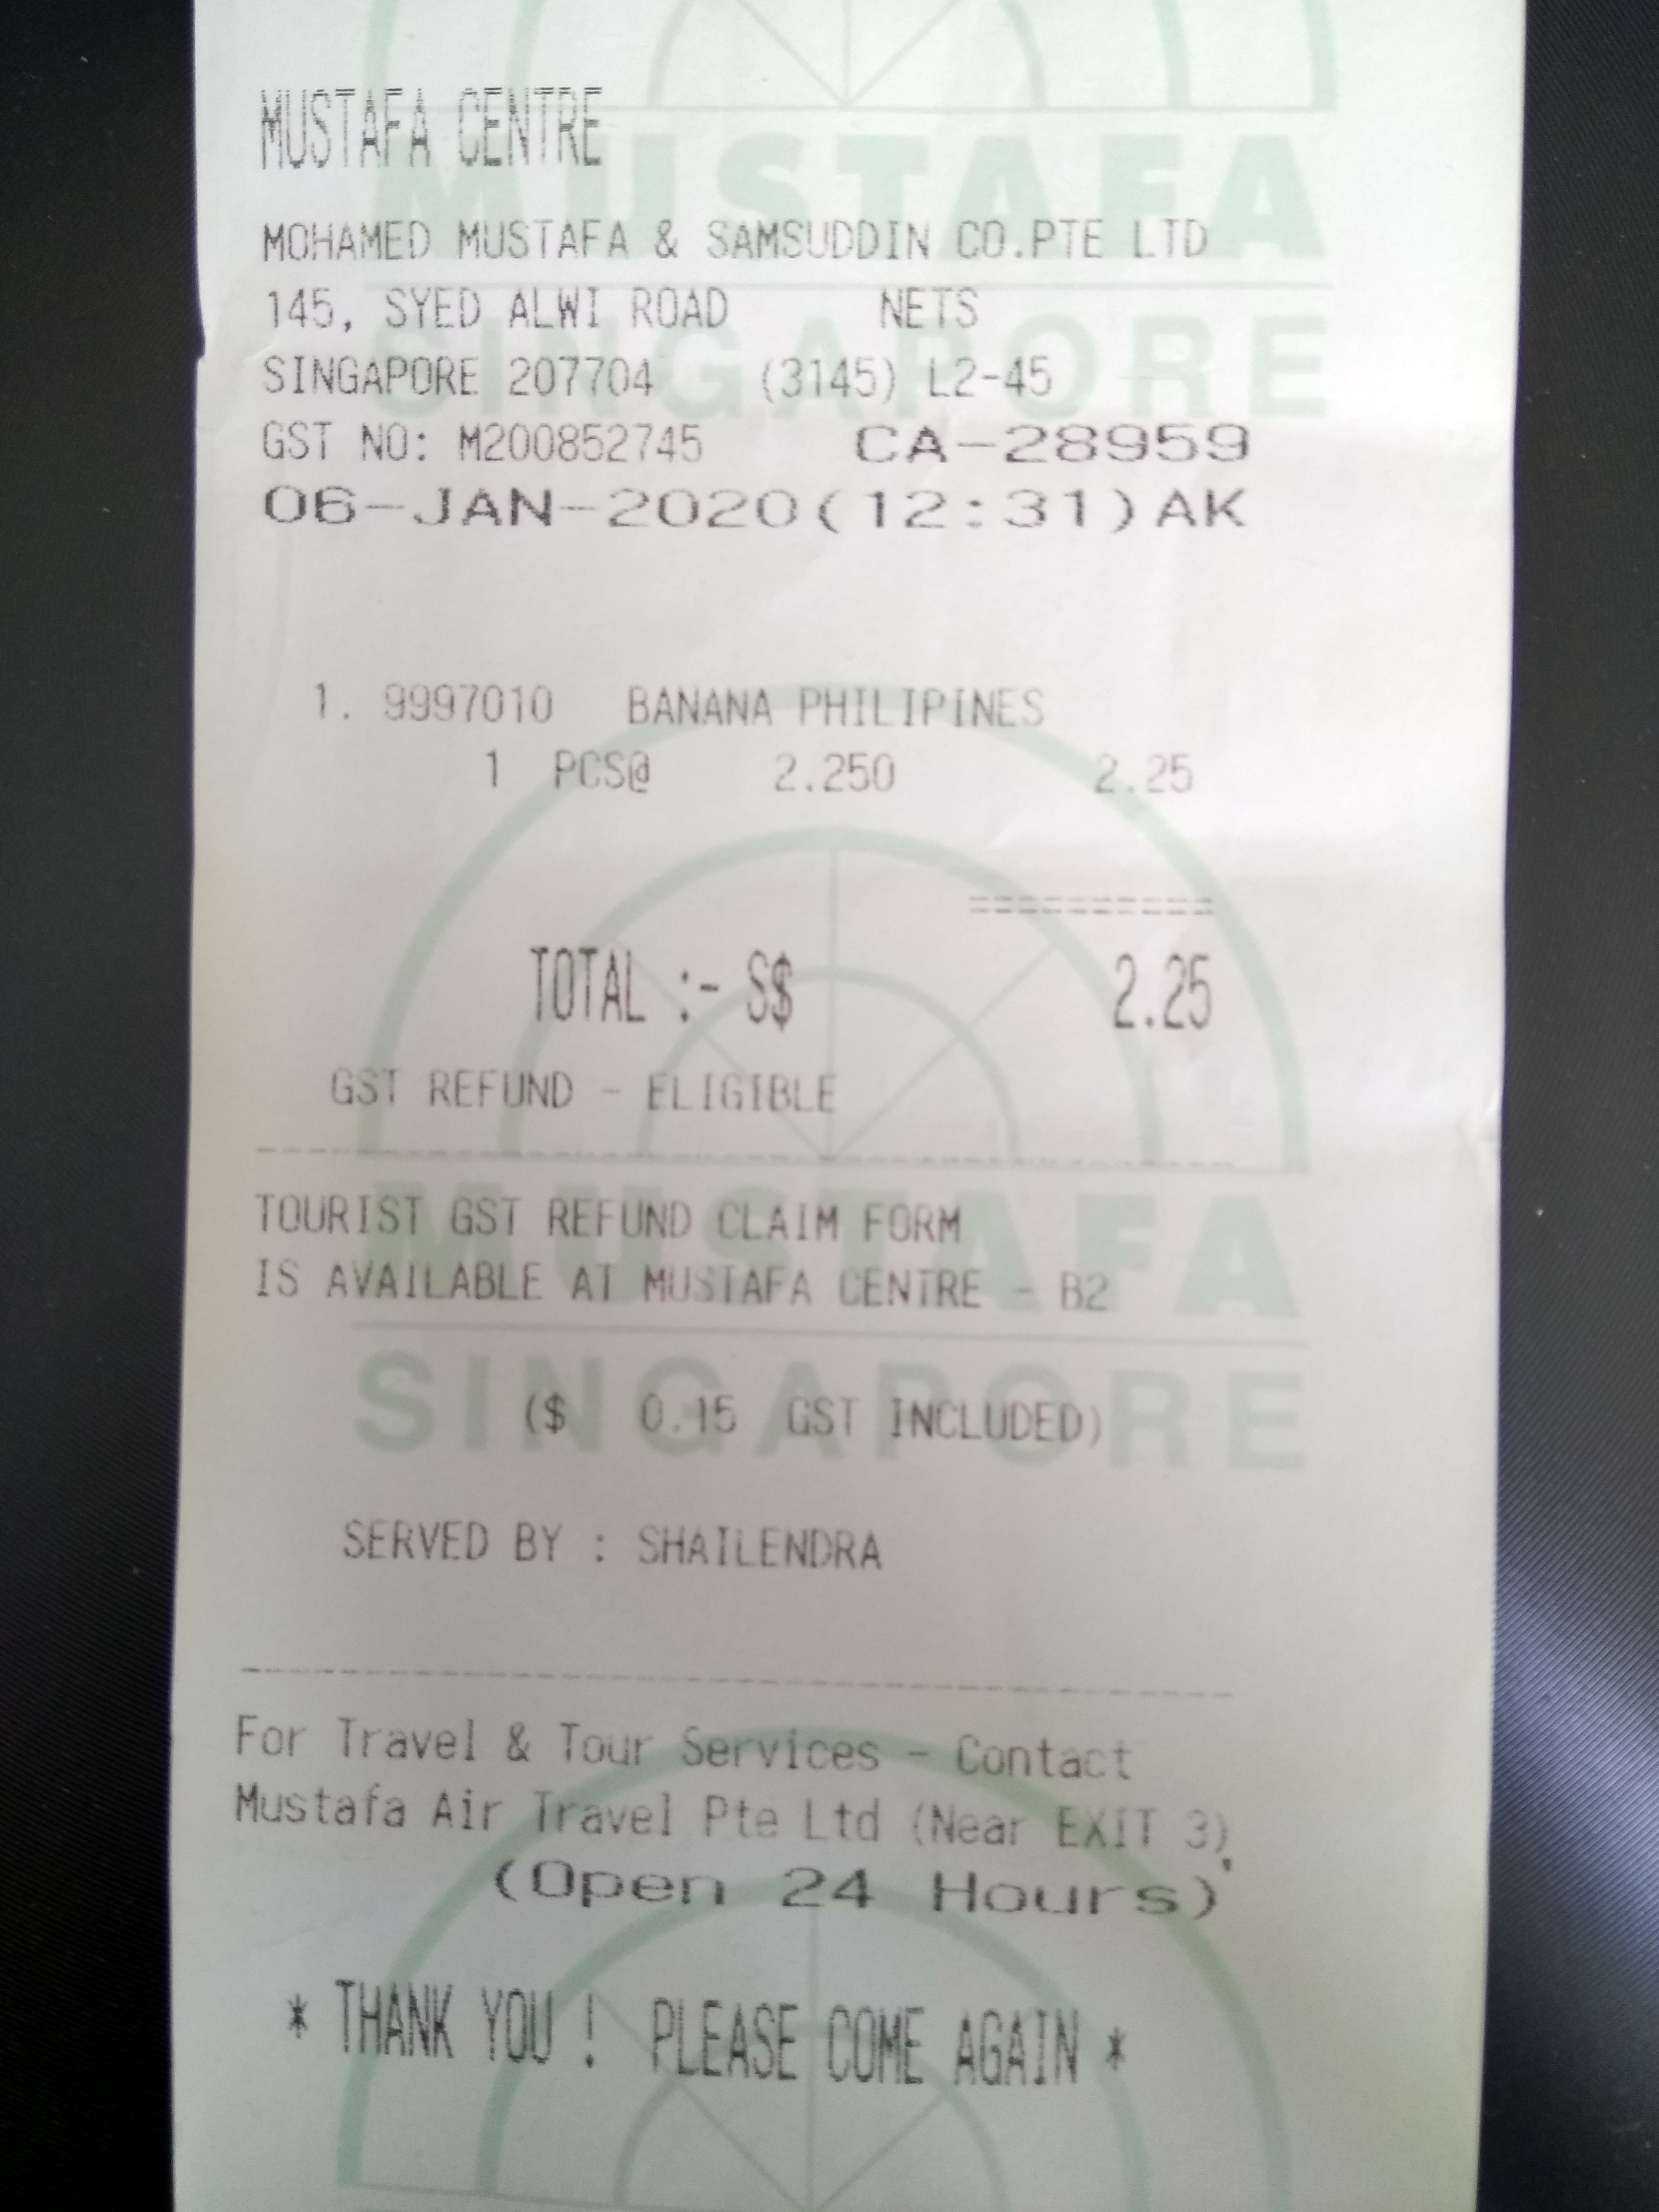 MUSTAFA CENTRE
MOHAMED MUSTAFA & SAMSUDDIN CO.PTE LTD
145, SYED ALWI ROAD NETS
SINGAPORE 207704 (3145) L2-45
GST NO: M200852745 CA-28959
06-JAN-2020(12:31)AK
1. 9997010 BANANA PHILIPINES
1 PCS@ 2.250 2.25
==========
TOTAL :- S$ 2.25
GST REFUND - ELIGIBLE
TOURIST GST REFUND CLAIM FORM
IS AVAILABLE AT MUSTAFA CENTRE - B2
($ 0.15 GST INCLUDED)
SERVED BY : SHAILENDRA
For Travel & Tour Services - Contact
Mustafa Air Travel Pte Ltd (Near EXIT 3)
(Open 24 Hours)
* THANK YOU ! PLEASE COME AGAIN *
MUSTAFA
SINGAPORE
MUSTAFA
SINGAPORE